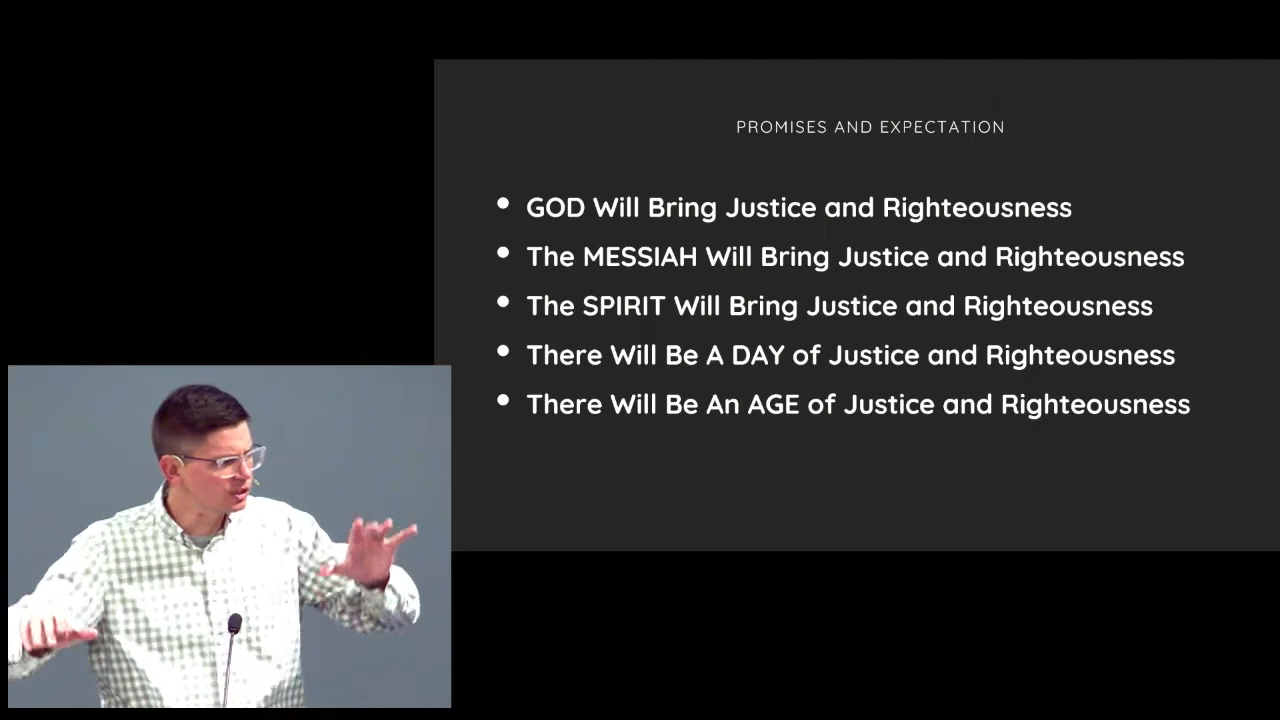 PROMISES AND EXPECTATION
• GOD Will Bring Justice and Righteousness
• The MESSIAH Will Bring Justice and Righteousness
• The SPIRIT Will Bring Justice and Righteousness
• There Will Be A DAY of Justice and Righteousness
• There Will Be An AGE of Justice and Righteousness